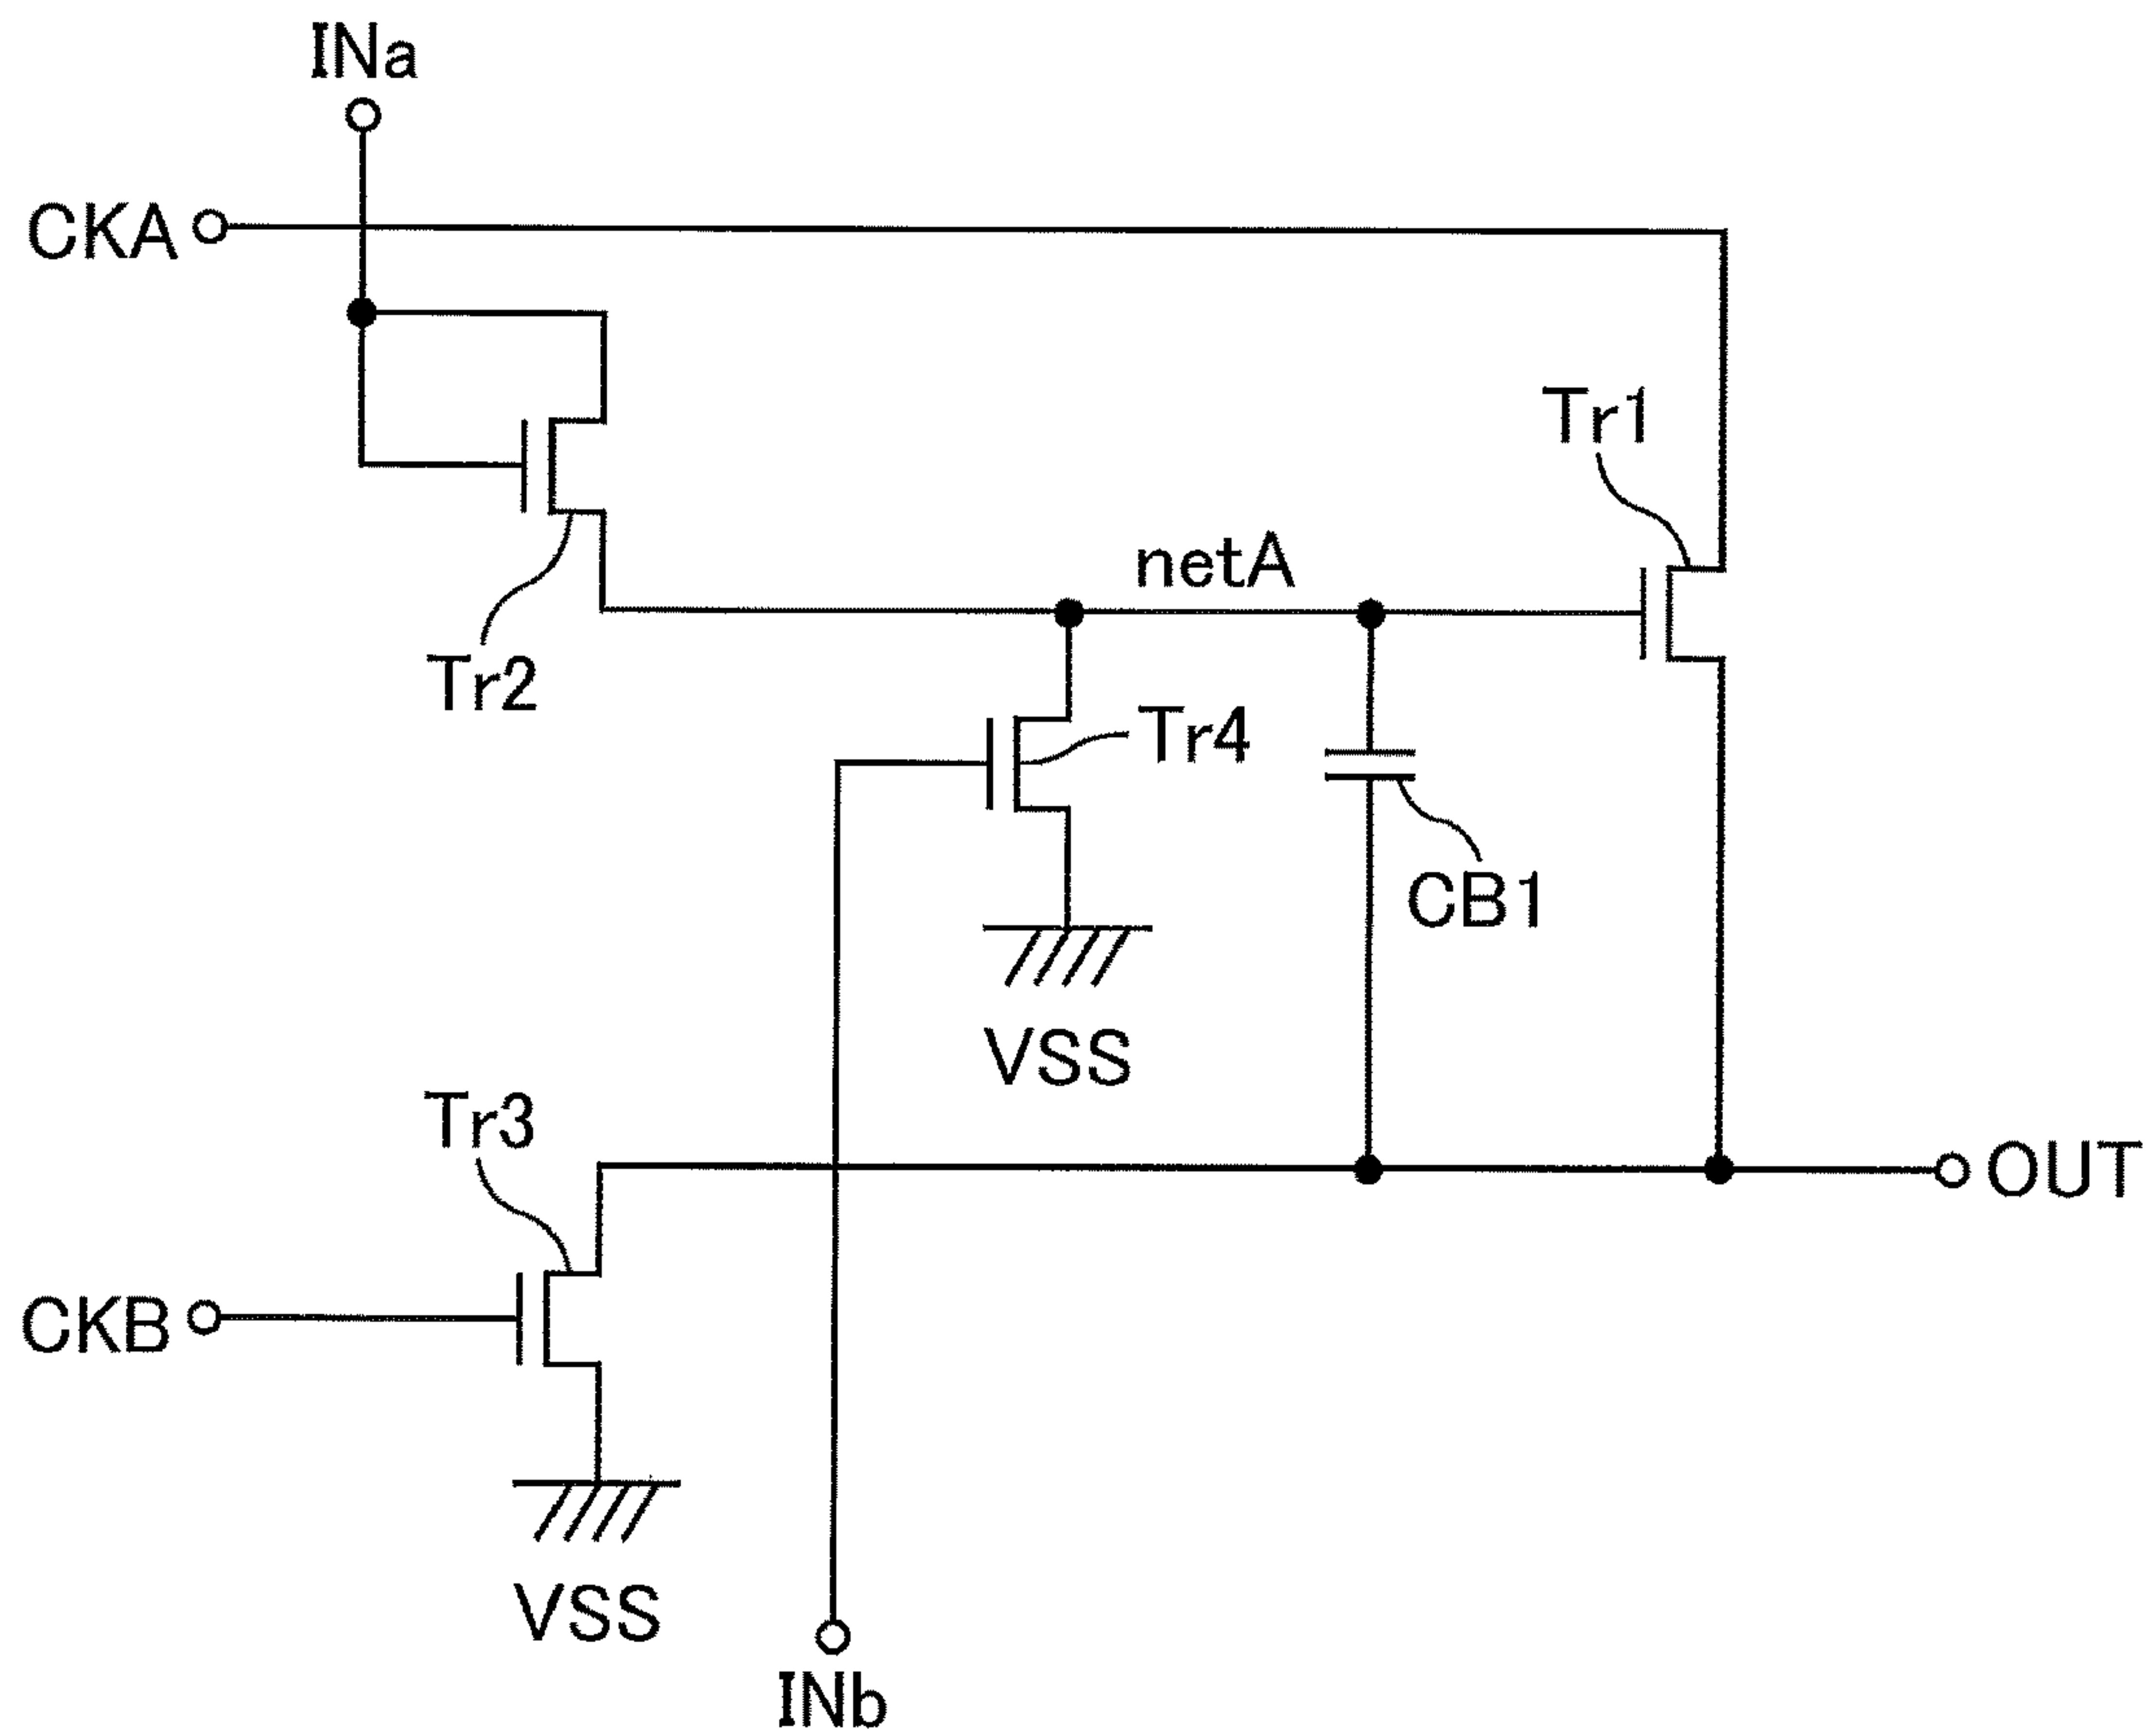 INa
CKA
Tr1
netA
Tr2
Tr4
CB1
VSS
Tr3
OUT
CKB
VSS
INb